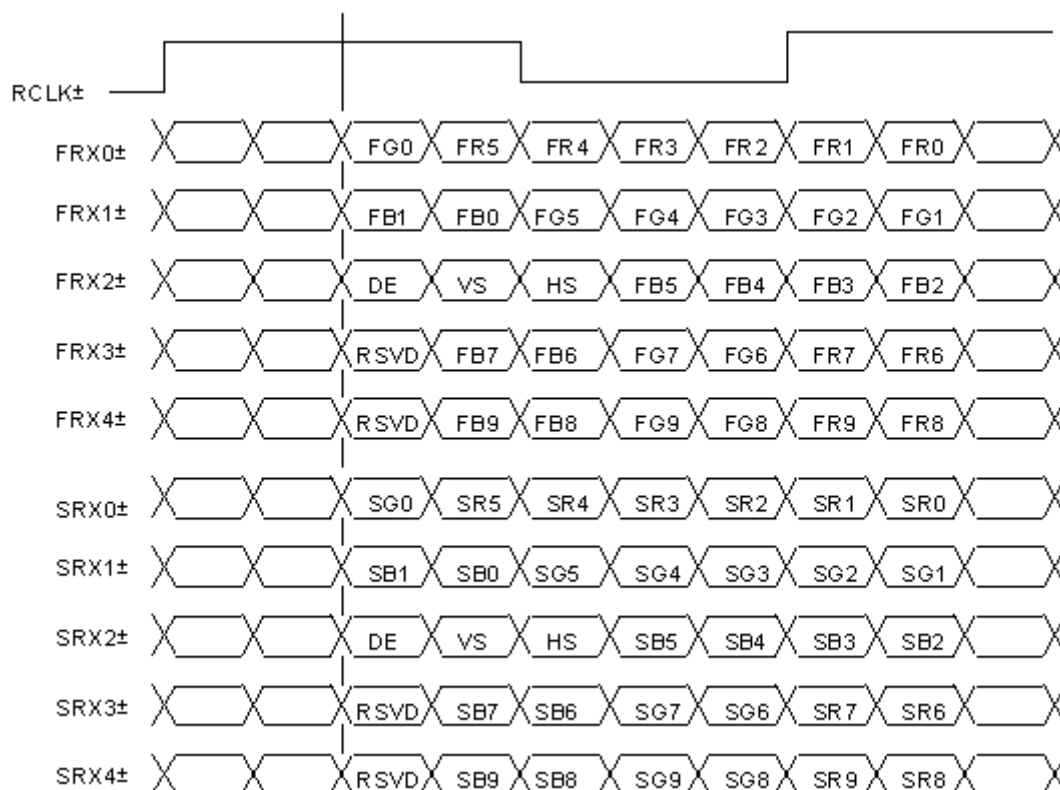 RCLK±
FRX0± FG0 FR5 FR4 FR3 FR2 FR1 FR0
FRX1± FB1 FB0 FG5 FG4 FG3 FG2 FG1
FRX2± DE VS HS FB5 FB4 FB3 FB2
FRX3± RSVD FB7 FB6 FG7 FG6 FR7 FR6
FRX4± RSVD FB9 FB8 FG9 FG8 FR9 FR8
SRX0± SG0 SR5 SR4 SR3 SR2 SR1 SR0
SRX1± SB1 SB0 SG5 SG4 SG3 SG2 SG1
SRX2± DE VS HS SB5 SB4 SB3 SB2
SRX3± RSVD SB7 SB6 SG7 SG6 SR7 SR6
SRX4± RSVD SB9 SB8 SG9 SG8 SR9 SR8